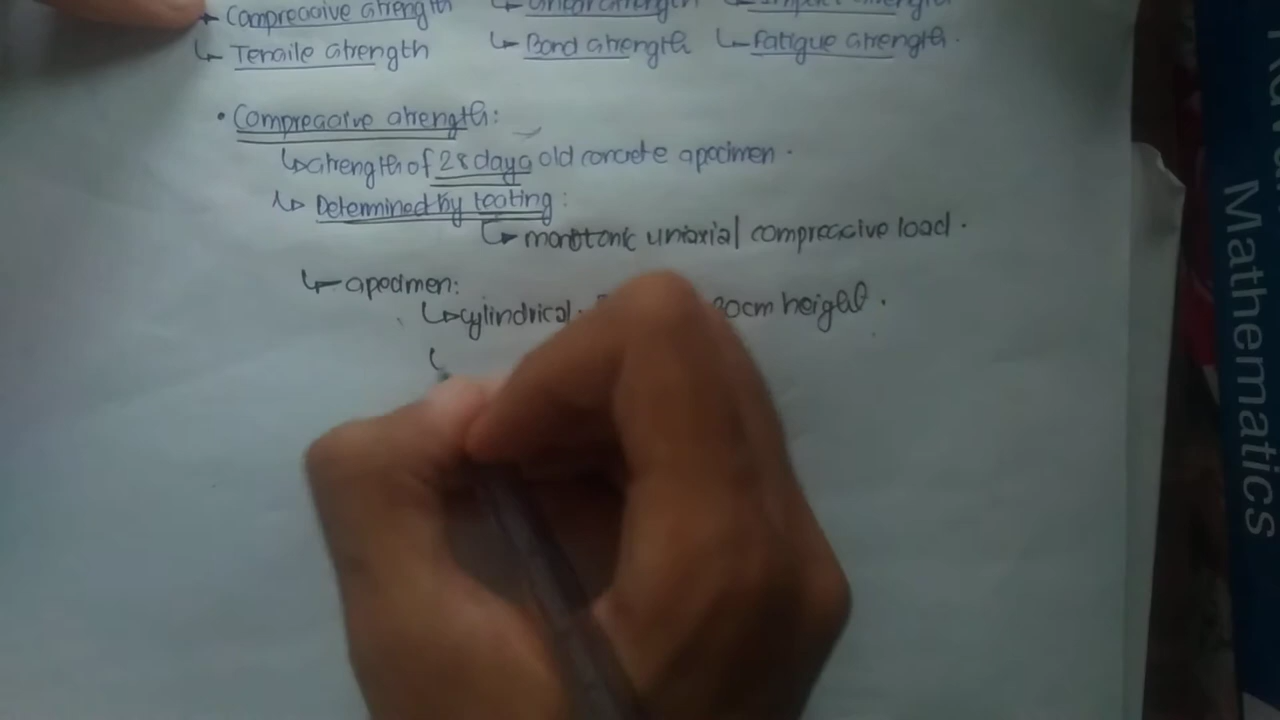 Compressive strength
Tensile strength Bond strength Fatigue strength.
• Compressive strength:
strength of 28 days old concrete specimen.
Determined by testing:
monotonic uniaxial compressive load.
specimen:
cylindrical. 30cm height.
Mathematics